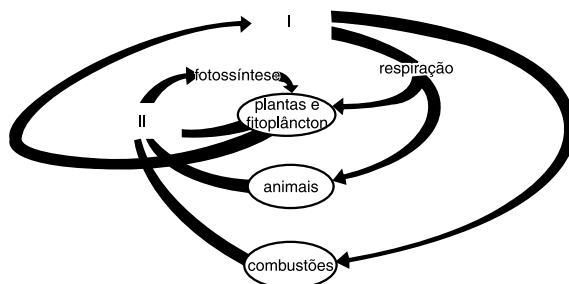 I
respiração
fotossíntese
plantas e
fitoplâncton
II
animais
combustões